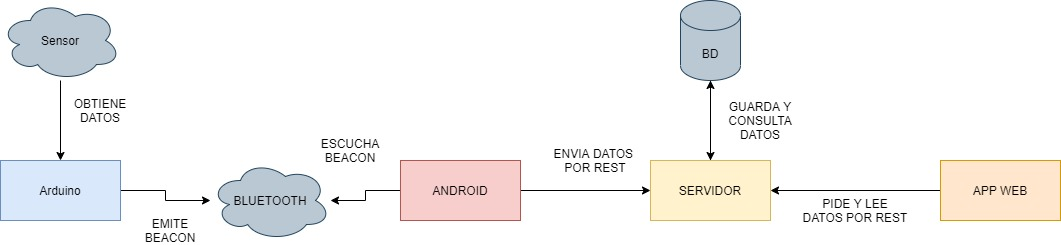 Sensor
OBTIENE
DATOS
Arduino
EMITE
BEACON
BLUETOOTH
ESCUCHA
BEACON
ANDROID
ENVIA DATOS
POR REST
BD
GUARDA Y
CONSULTA
DATOS
SERVIDOR
PIDE Y LEE
DATOS POR REST
APP WEB